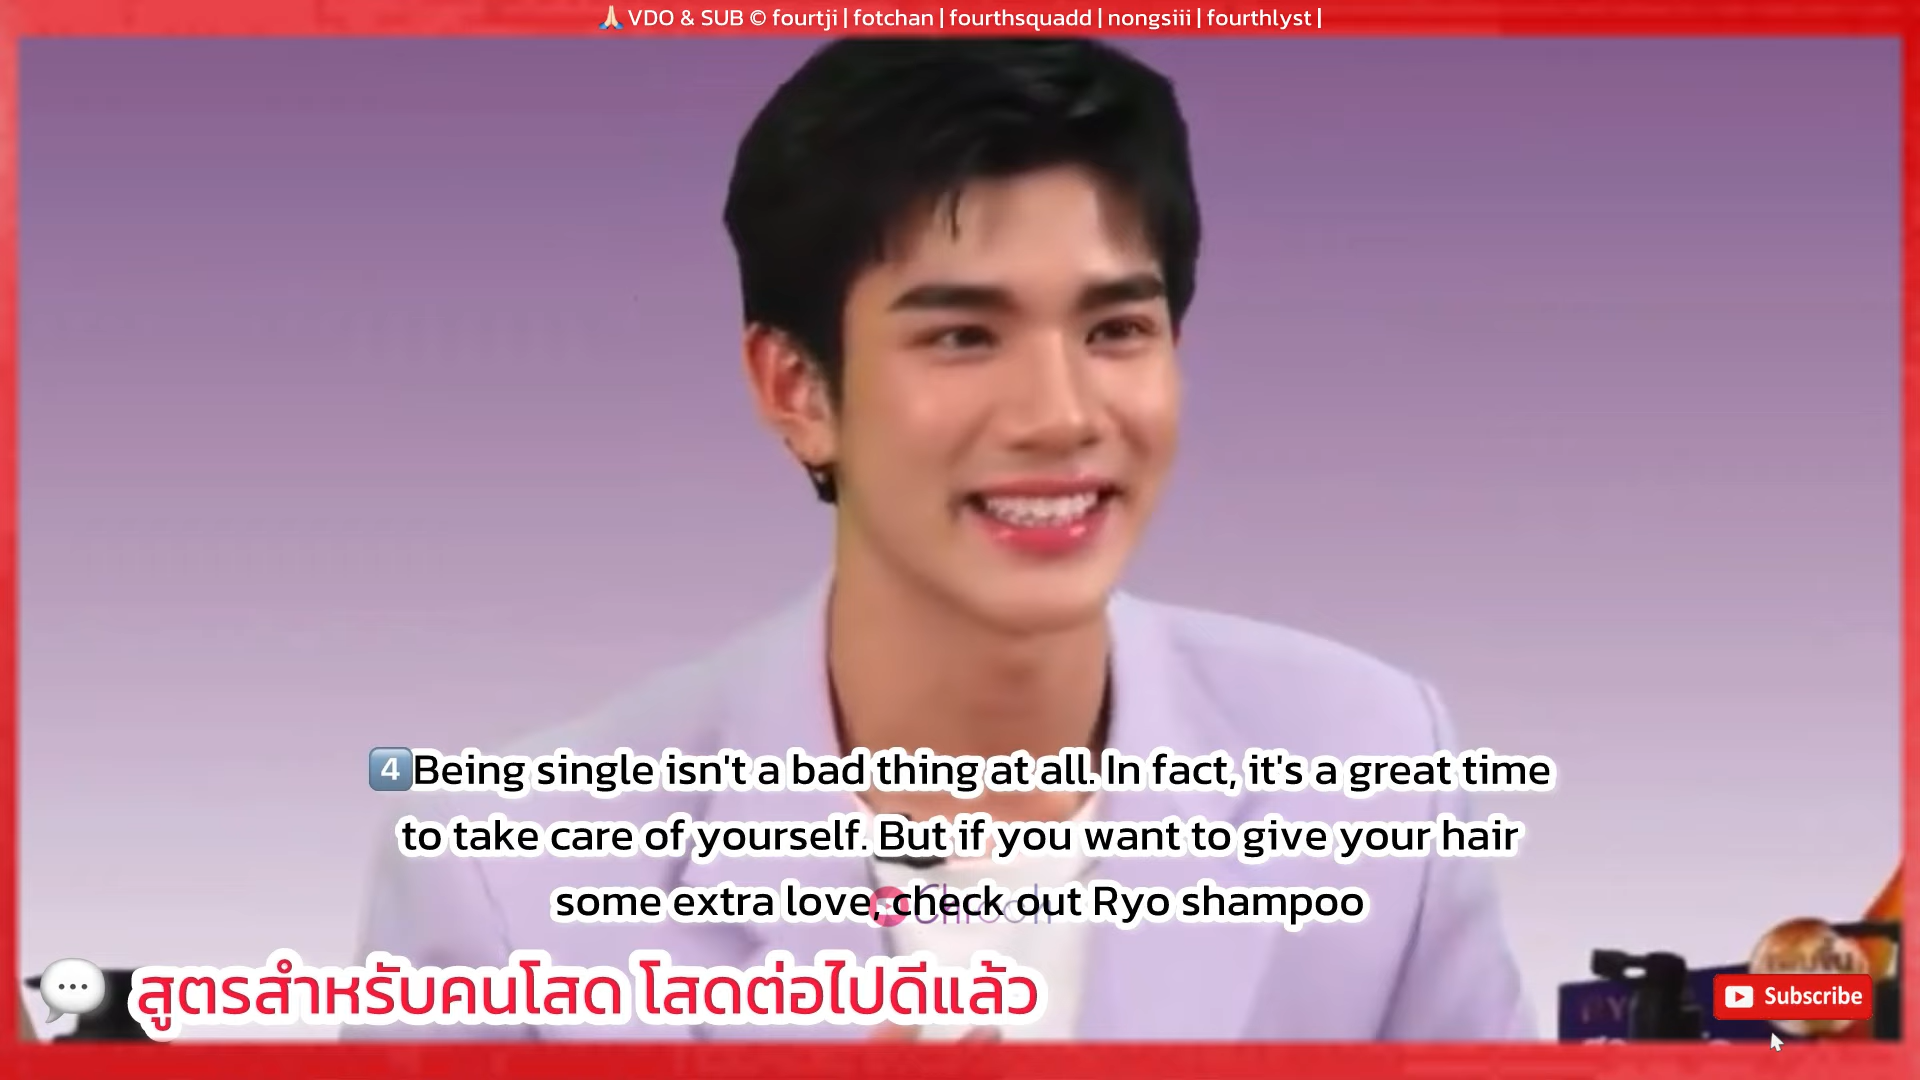 🙏🏻 VDO & SUB © fourtji | fotchan | fourthsquadd | nongsiii | fourthlyst |
4️⃣Being single isn't a bad thing at all. In fact, it's a great time
to take care of yourself. But if you want to give your hair
some extra love, check out Ryo shampoo
💬 สูตรสำหรับคนโสด โสดต่อไปดีแล้ว
Subscribe